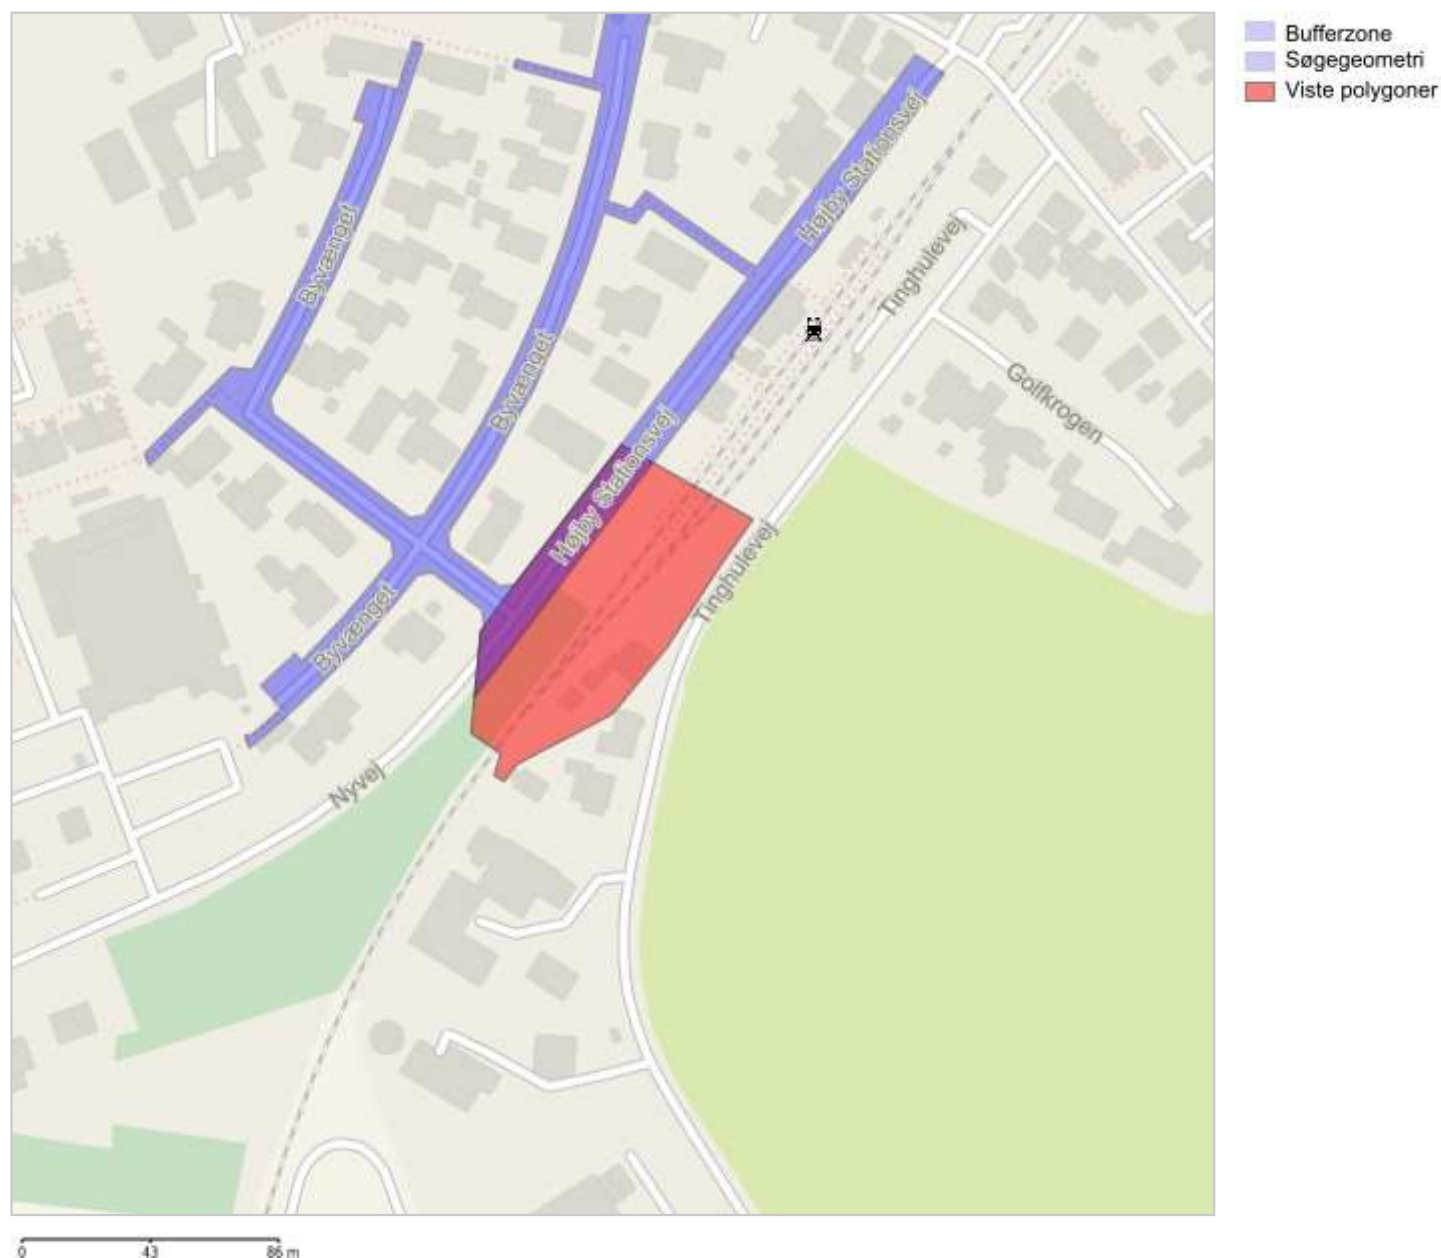 Bufferzone
Søgegeometri
Viste polygoner
Højby Stationsvej
Byvænget
Tinghulevej
Byvænget
Golfkrogen
Højby Stationsvej
Tinghulevej
Byvænget
Nyvej
0 43 86 m